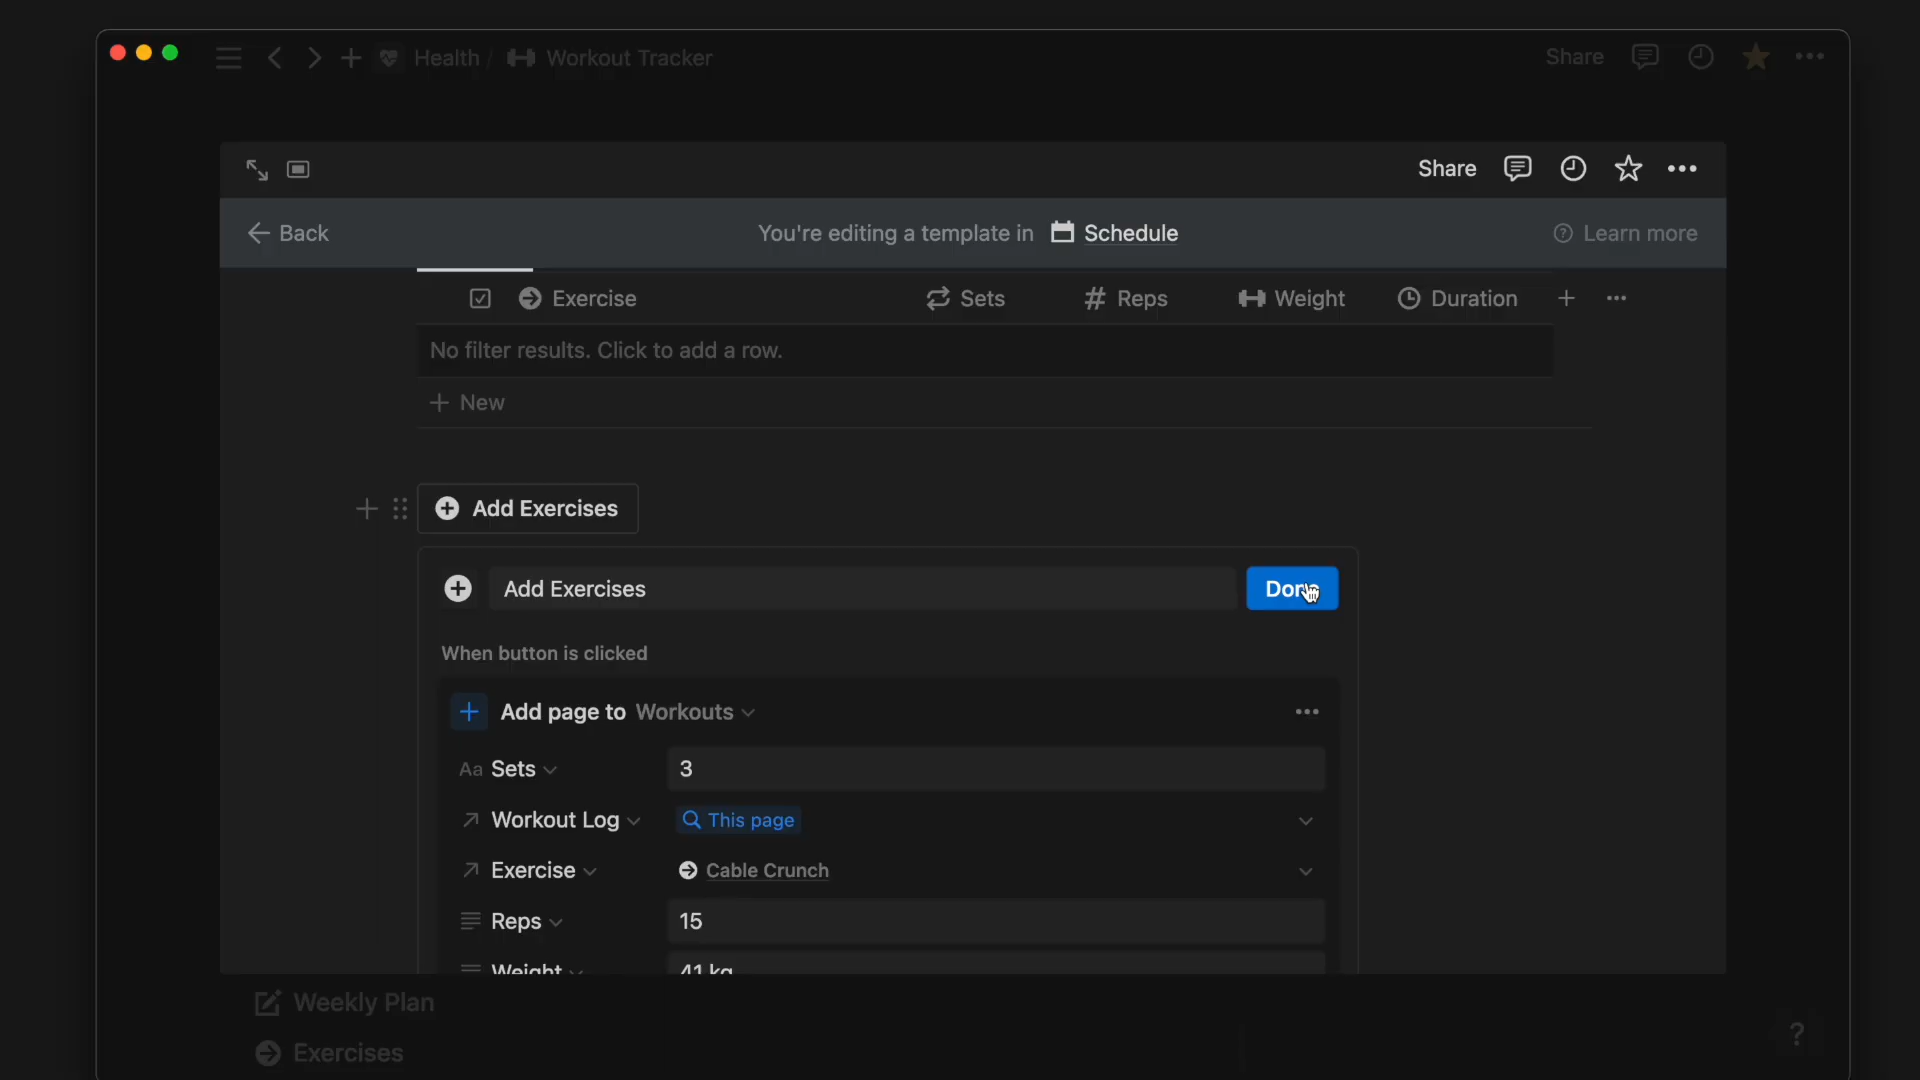 Health / Workout Tracker
Share
Share
Back
You're editing a template in Schedule
Learn more
Exercise Sets # Reps Weight Duration
No filter results. Click to add a row.
+ New
Add Exercises
Add Exercises
Done
When button is clicked
Add page to Workouts
Aa Sets 3
Workout Log This page
Exercise Cable Crunch
Reps 15
Weight 41 kg
Weekly Plan
Exercises
?